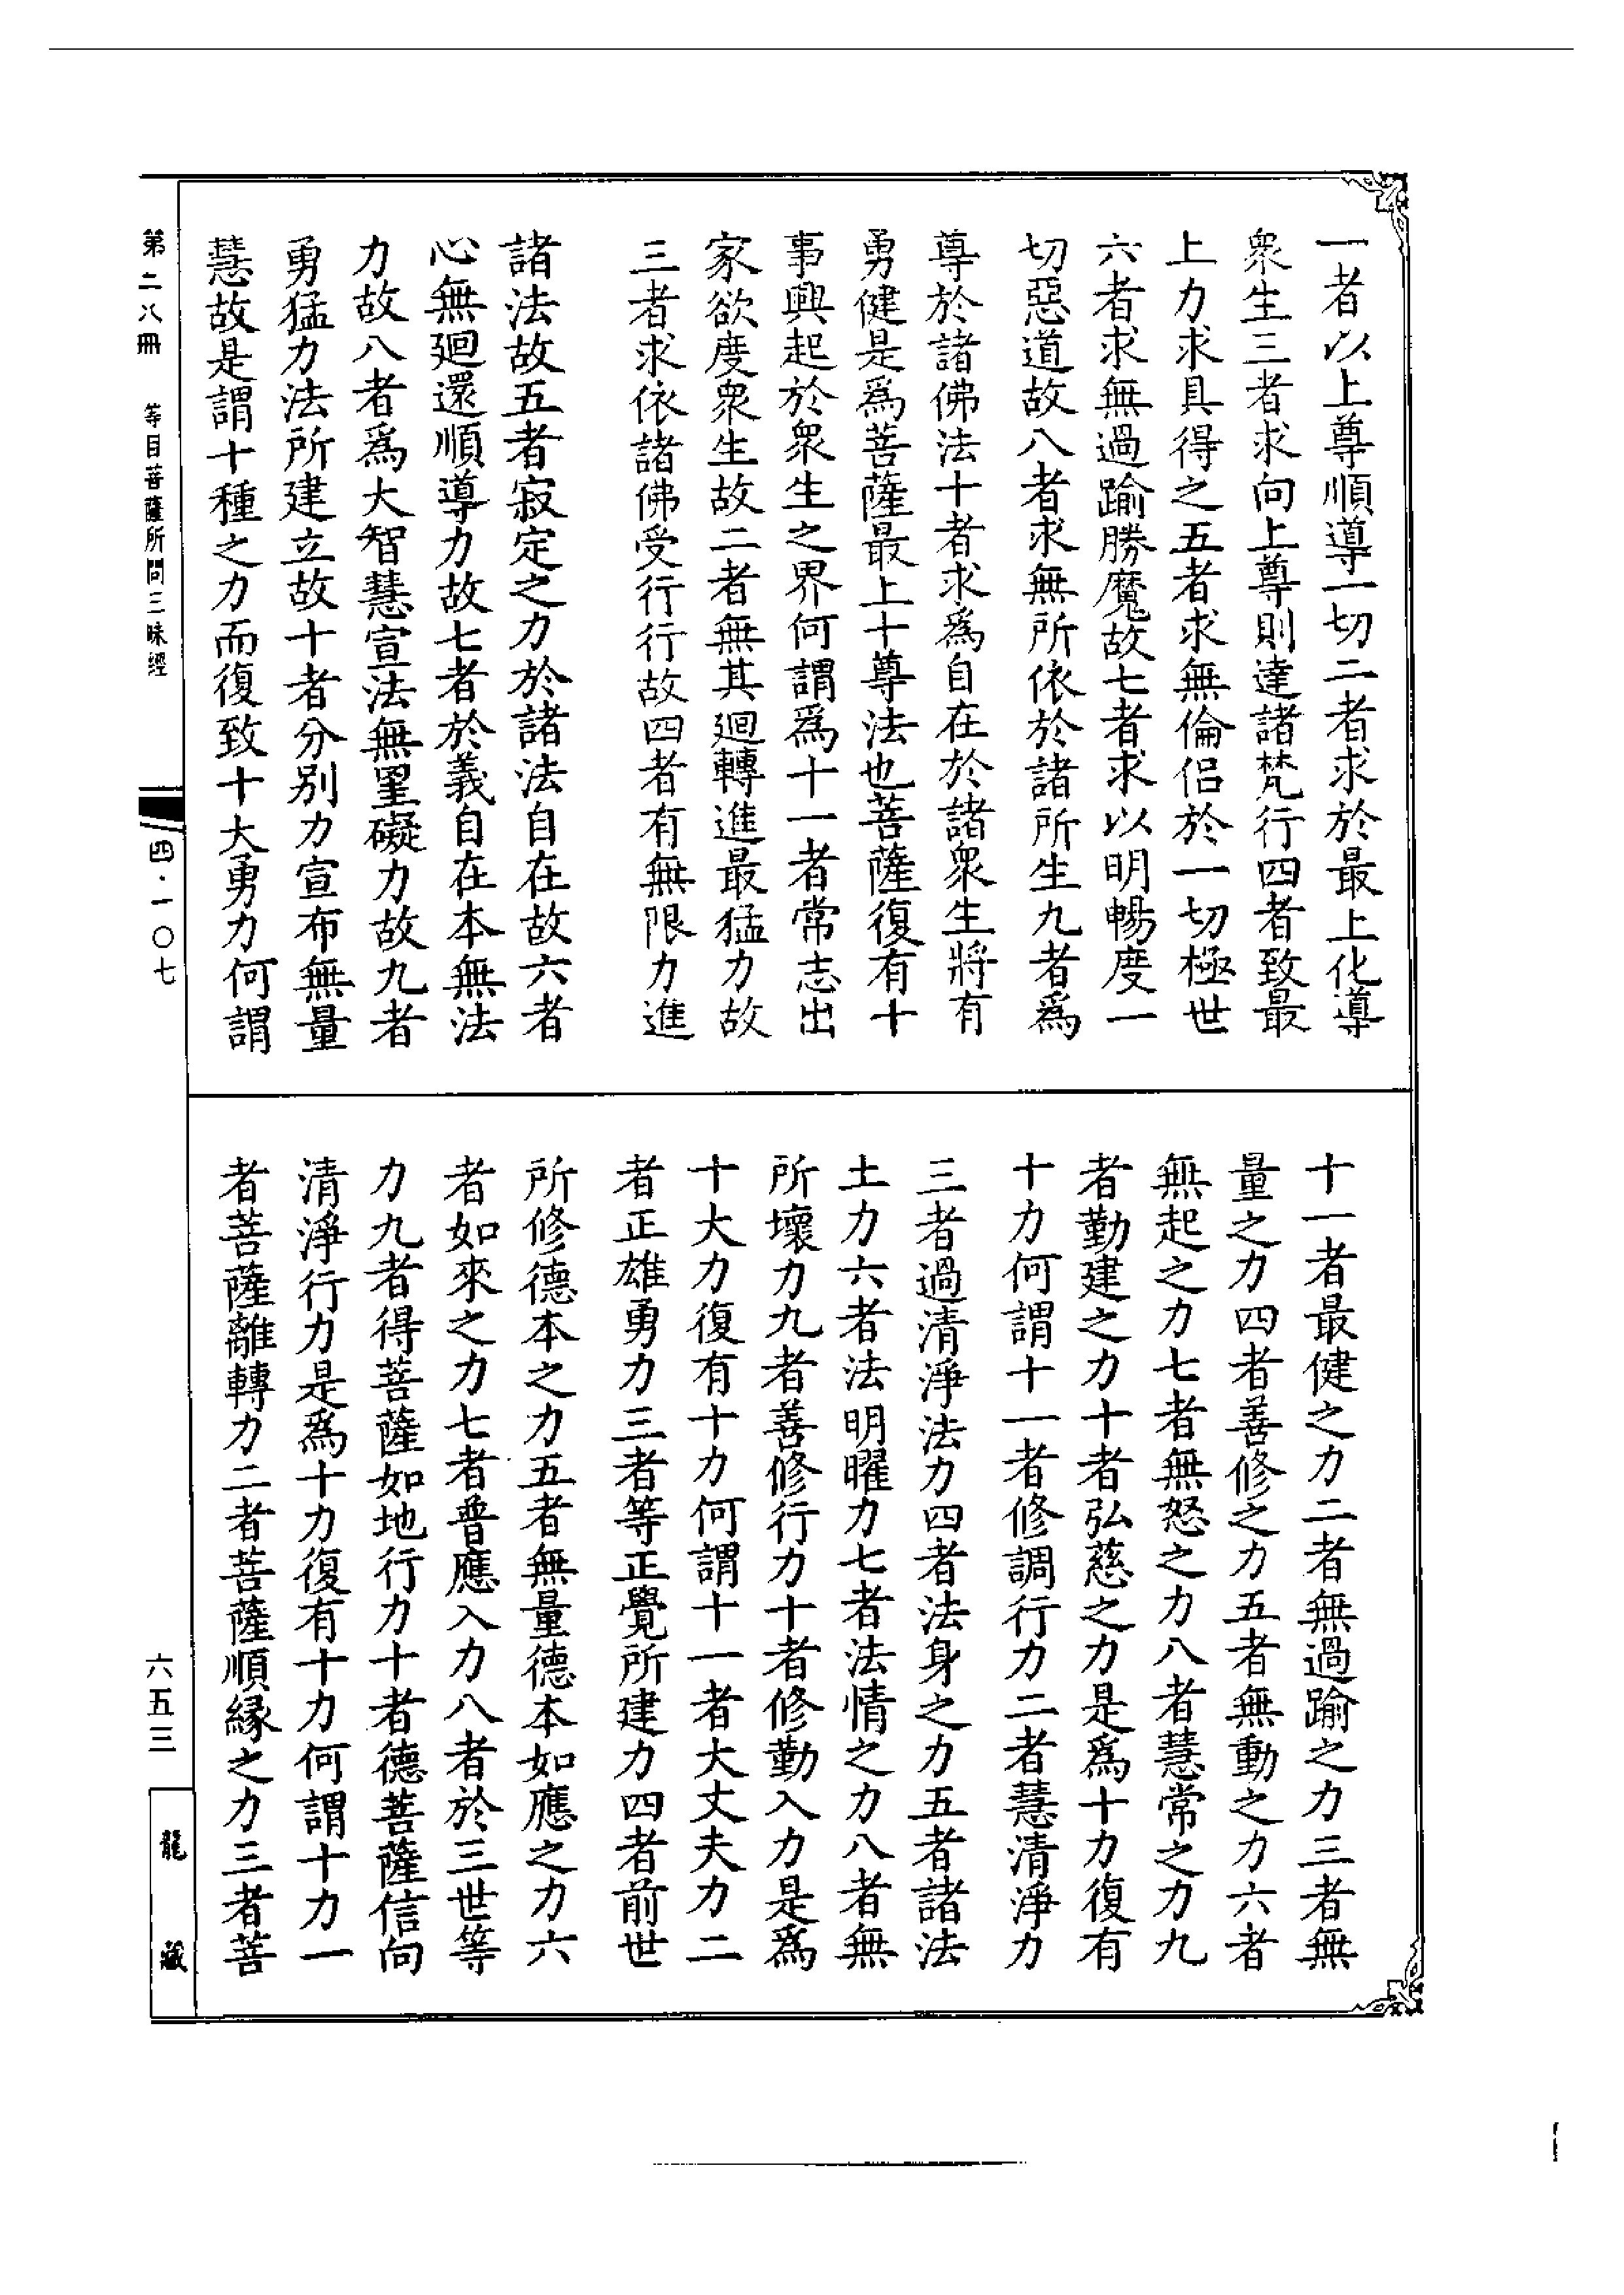 一者以上尊順導一切二者求於最上化導
衆生三者求向上尊則達諸梵行四者致最
上力求具得之五者求無倫侶於一切極世
六者求無過踰勝魔故七者求以明暢度一
切惡道故八者求無所依於諸所生九者爲
尊於諸佛法十者求爲自在於諸衆生將有
勇健是爲菩薩最上十尊法也菩薩復有十
事興起於衆生之界何謂爲十一者常志出
家欲度衆生故二者無其迴轉進最猛力故
三者求依諸佛受行行故四者有無限力進
諸法故五者寂定之力於諸法自在故六者
心無迴還順導力故七者於義自在本無法
力故八者爲大智慧宣法無罣礙力故九者
勇猛力法所建立故十者分别力宣布無量
慧故是謂十種之力而復致十大勇力何謂
十一者最健之力二者無過踰之力三者無
量之力四者善修之力五者無動之力六者
無起之力七者無怒之力八者慧常之力九
者勤建之力十者弘慈之力是爲十力復有
十力何謂十一者修調行力二者慧清淨力
三者過清淨法力四者法身之力五者諸法
土力六者法明曜力七者法情之力八者無
所壞力九者善修行力十者修勤入力是爲
十大力復有十力何謂十一者大丈夫力二
者正雄勇力三者等正覺所建力四者前世
所修德本之力五者無量德本如應之力六
者如來之力七者普應入力八者於三世等
力九者得菩薩如地行力十者德菩薩信向
清淨行力是爲十力復有十力何謂十力一
者菩薩離轉力二者菩薩順緣之力三者菩
第二八冊 等目菩薩所問三昧經
四·一〇七
六五三
龍藏